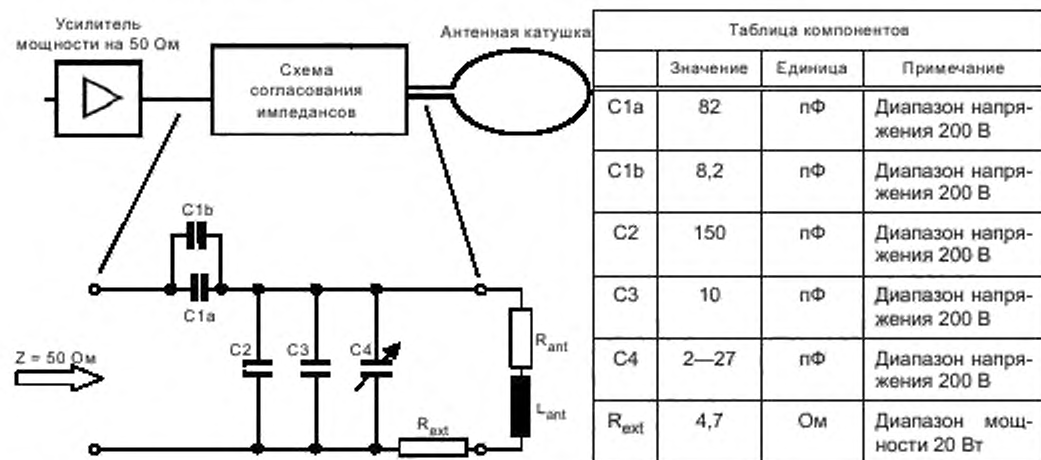 Усилитель
мощности на 50 Ом
Схема
согласования
импедансов
Антенная катушка
C1b
C1a
C2
C3
C4
Z = 50 Ом
Rext
Rant
Lant
Таблица компонентов
Значение Единица Примечание
C1a 82 пФ Диапазон напря-
жения 200 В
C1b 8,2 пФ Диапазон напря-
жения 200 В
C2 150 пФ Диапазон напря-
жения 200 В
C3 10 пФ Диапазон напря-
жения 200 В
C4 2—27 пФ Диапазон напря-
жения 200 В
Rext 4,7 Ом Диапазон мощ-
ности 20 Вт